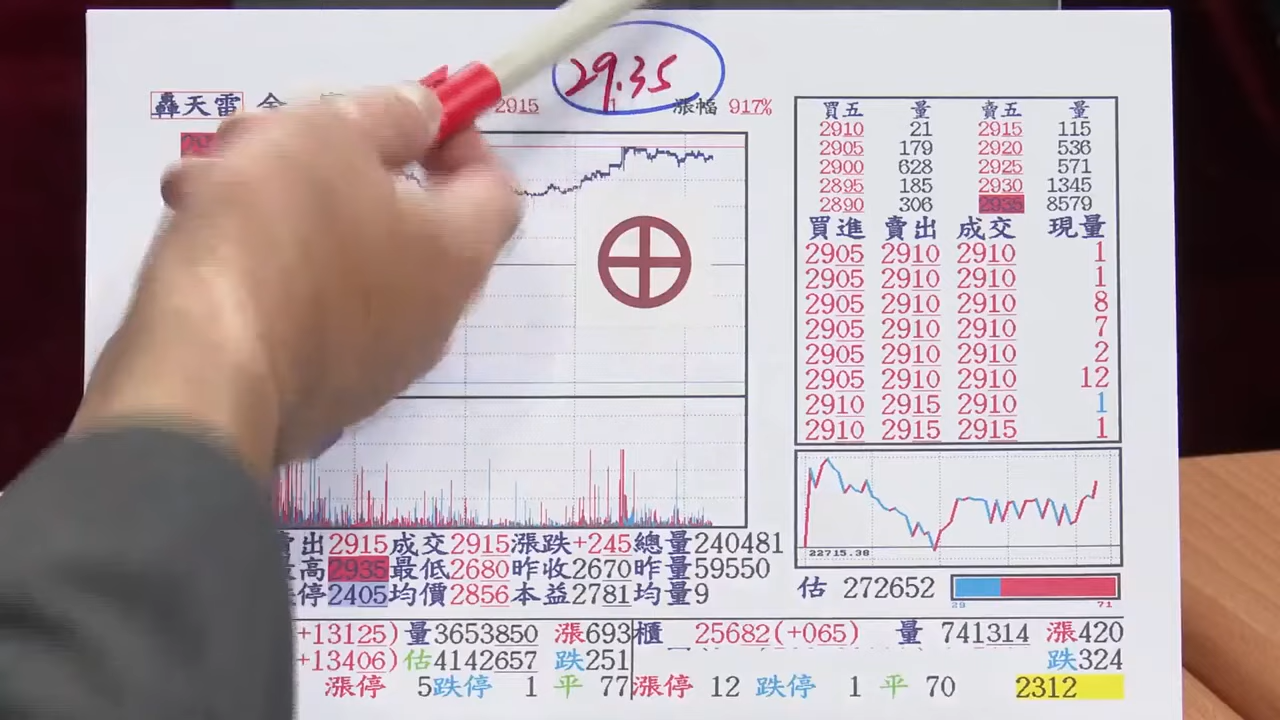 29.35
轟天雷 2915 漲幅 917%
買五 量 賣五 量
2910 21 2915 115
2905 179 2920 536
2900 628 2925 571
2895 185 2930 1345
2890 306 2935 8579
買進 賣出 成交 現量
2905 2910 2910 1
2905 2910 2910 1
2905 2910 2910 8
2905 2910 2910 7
2905 2910 2910 2
2905 2910 2910 12
2910 2915 2910 1
2910 2915 2915 1
22715.38
出2915成交2915漲跌+245總量240481
高2935最低2680昨收2670昨量59550
停2405均價2856本益2781均量9
估 272652
29 71
+13125)量3653850 漲693櫃 25682(+065) 量 741314 漲420
+13406)估4142657 跌251 跌324
漲停 5跌停 1 平 77漲停 12 跌停 1 平 70 2312